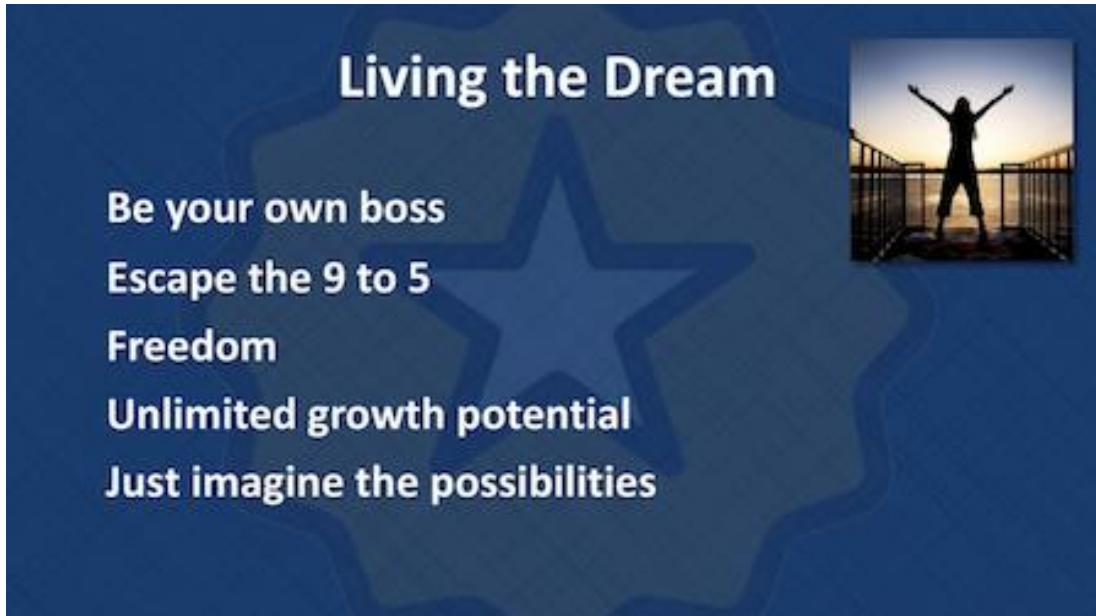 Living the Dream
Be your own boss
Escape the 9 to 5
Freedom
Unlimited growth potential
Just imagine the possibilities